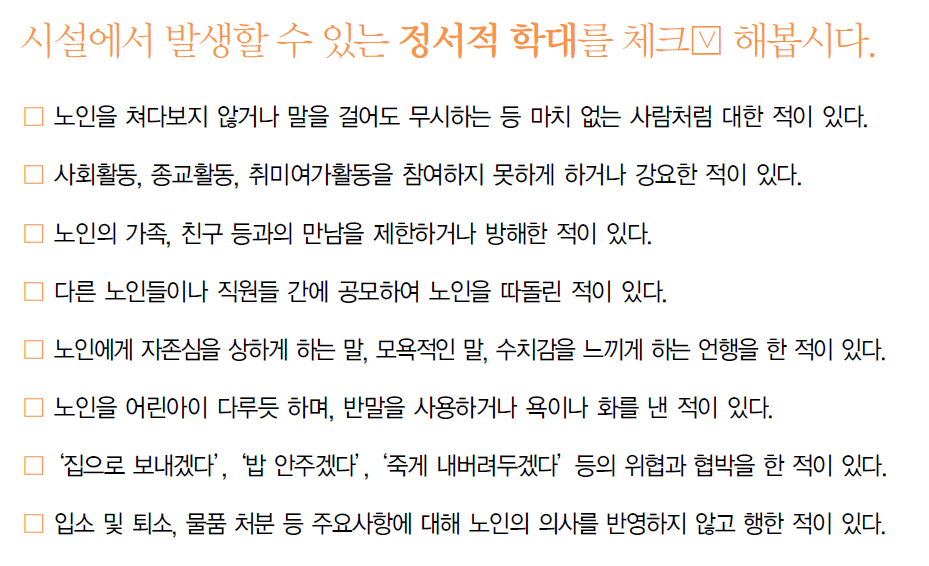 시설에서 발생할 수 있는 정서적 학대를 체크☑ 해봅시다.
□ 노인을 쳐다보지 않거나 말을 걸어도 무시하는 등 마치 없는 사람처럼 대한 적이 있다.
□ 사회활동, 종교활동, 취미여가활동을 참여하지 못하게 하거나 강요한 적이 있다.
□ 노인의 가족, 친구 등과의 만남을 제한하거나 방해한 적이 있다.
□ 다른 노인들이나 직원들 간에 공모하여 노인을 따돌린 적이 있다.
□ 노인에게 자존심을 상하게 하는 말, 모욕적인 말, 수치감을 느끼게 하는 언행을 한 적이 있다.
□ 노인을 어린아이 다루듯 하며, 반말을 사용하거나 욕이나 화를 낸 적이 있다.
□ ‘집으로 보내겠다’, ‘밥 안주겠다’, ‘죽게 내버려두겠다’ 등의 위협과 협박을 한 적이 있다.
□ 입소 및 퇴소, 물품 처분 등 주요사항에 대해 노인의 의사를 반영하지 않고 행한 적이 있다.